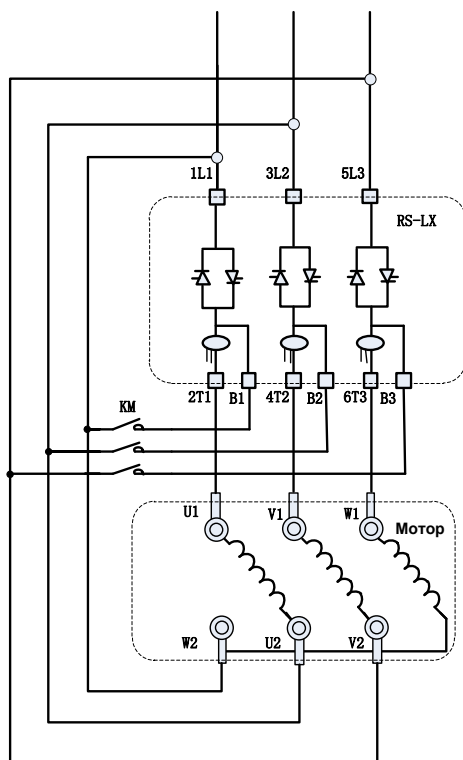 1L1 3L2 5L3
RS-LX
2T1 B1 4T2 B2 6T3 B3
KM
U1 V1 W1
Мотор
W2 U2 V2